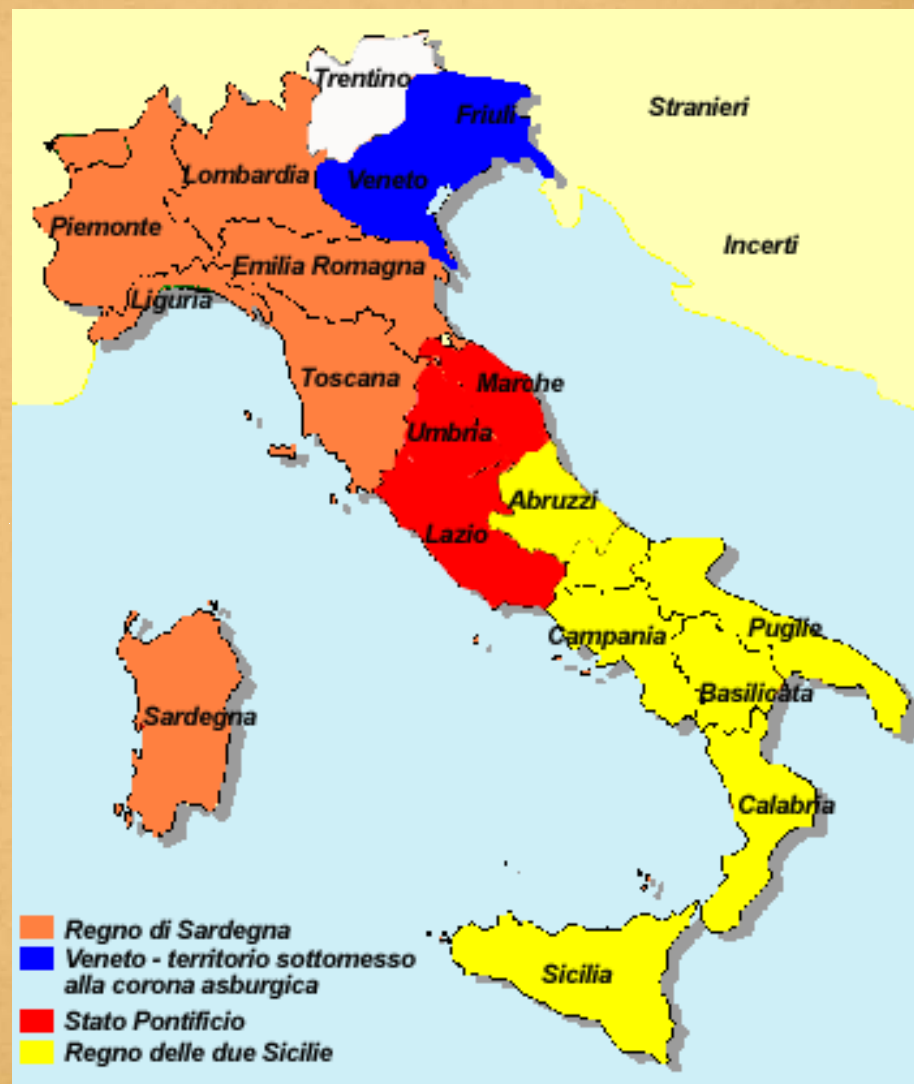 Trentino
Friuli
Stranieri
Lombardia
Veneto
Piemonte
Incerti
Emilia Romagna
Liguria
Toscana
Marche
Umbria
Abruzzi
Lazio
Campania
Puglie
Basilicata
Sardegna
Calabria
Sicilia
Regno di Sardegna
Veneto - territorio sottomesso
alla corona asburgica
Stato Pontificio
Regno delle due Sicilie